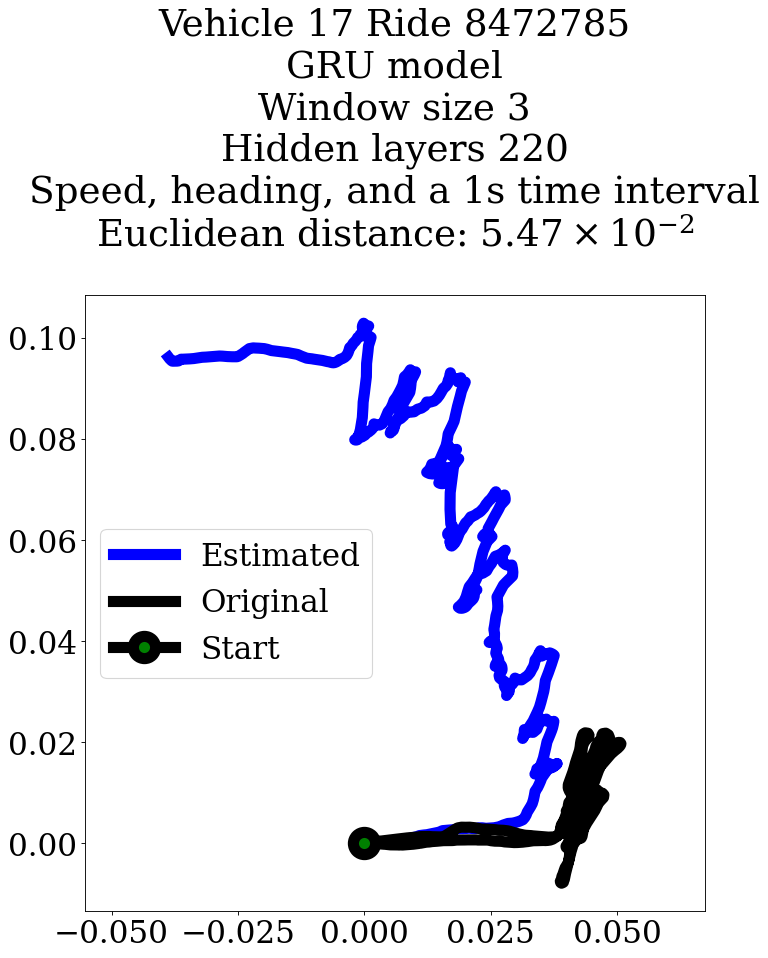 Vehicle 17 Ride 8472785
GRU model
Window size 3
Hidden layers 220
Speed, heading, and a 1s time interval
Euclidean distance: 5.47 × 10⁻²
0.10
0.08
0.06
0.04
0.02
0.00
Estimated
Original
Start
−0.050 −0.025 0.000 0.025 0.050